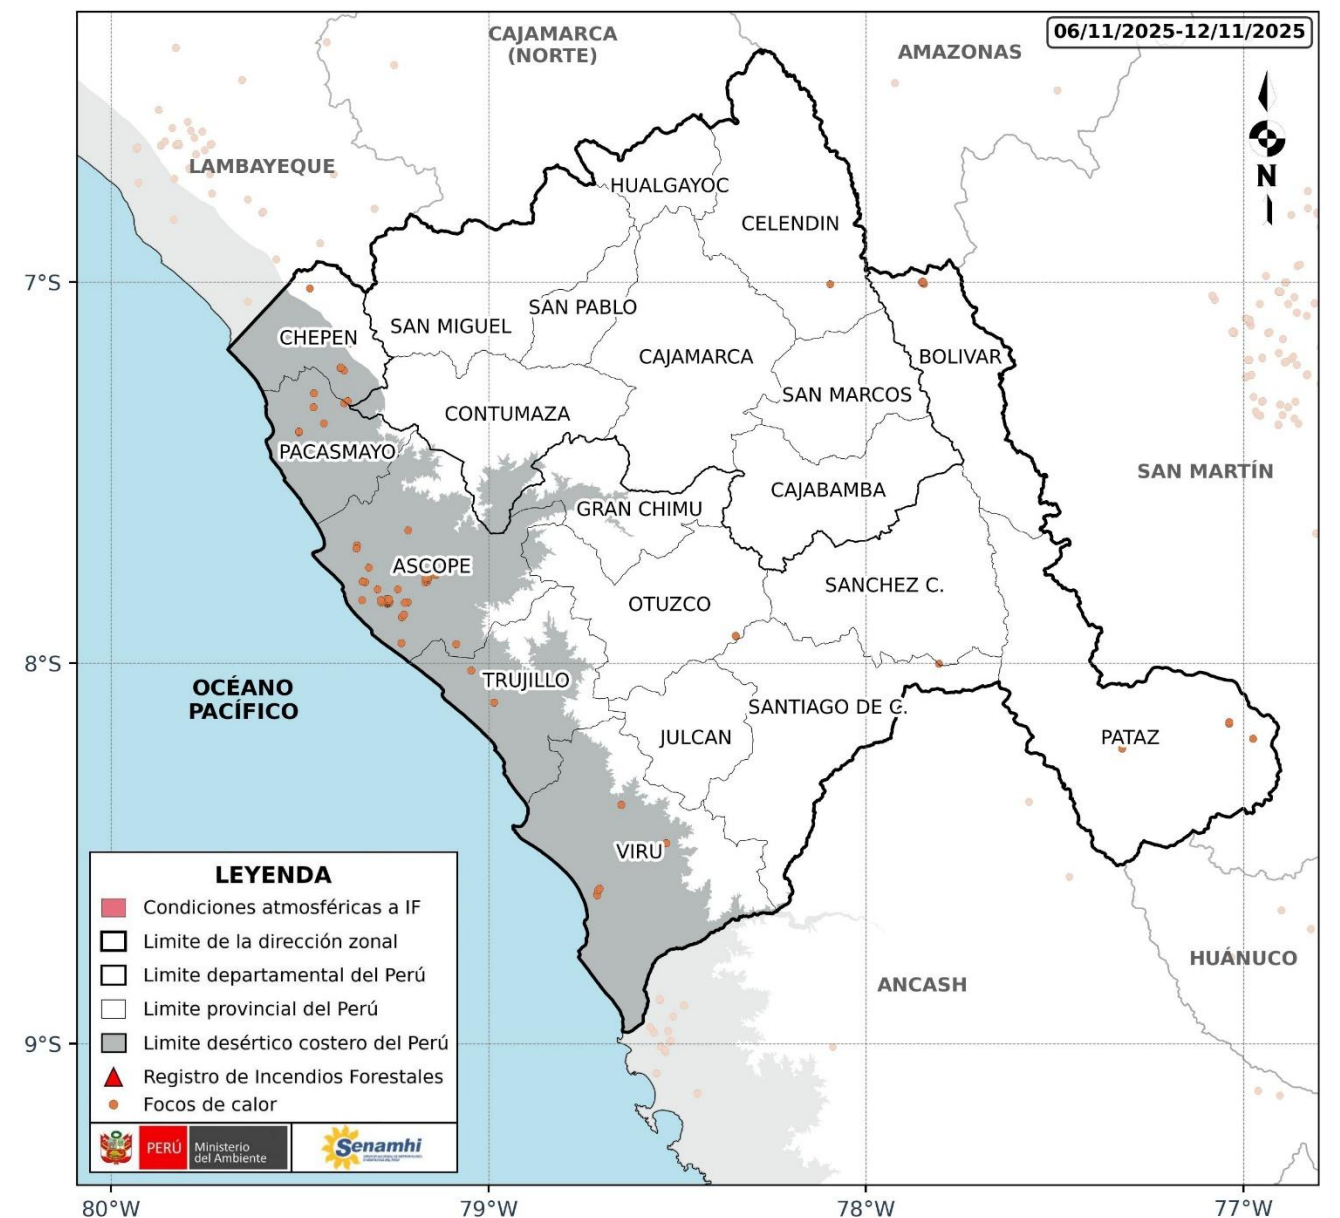 CAJAMARCA
(NORTE)
06/11/2025-12/11/2025
AMAZONAS
LAMBAYEQUE
N
HUALGAYOC
CELENDIN
7°S
SAN PABLO
SAN MIGUEL
CHEPEN
CAJAMARCA
BOLIVAR
SAN MARCOS
CONTUMAZA
PACASMAYO
SAN MARTÍN
CAJABAMBA
GRAN CHIMU
ASCOPE
SANCHEZ C.
OTUZCO
8°S
TRUJILLO
OCÉANO
PACÍFICO
SANTIAGO DE C.
JULCAN
PATAZ
VIRU
HUÁNUCO
ANCASH
9°S
LEYENDA
Condiciones atmosféricas a IF
Limite de la dirección zonal
Limite departamental del Perú
Limite provincial del Perú
Limite desértico costero del Perú
Registro de Incendios Forestales
Focos de calor
PERÚ
Ministerio
del Ambiente
Senamhi
80°W
79°W
78°W
77°W